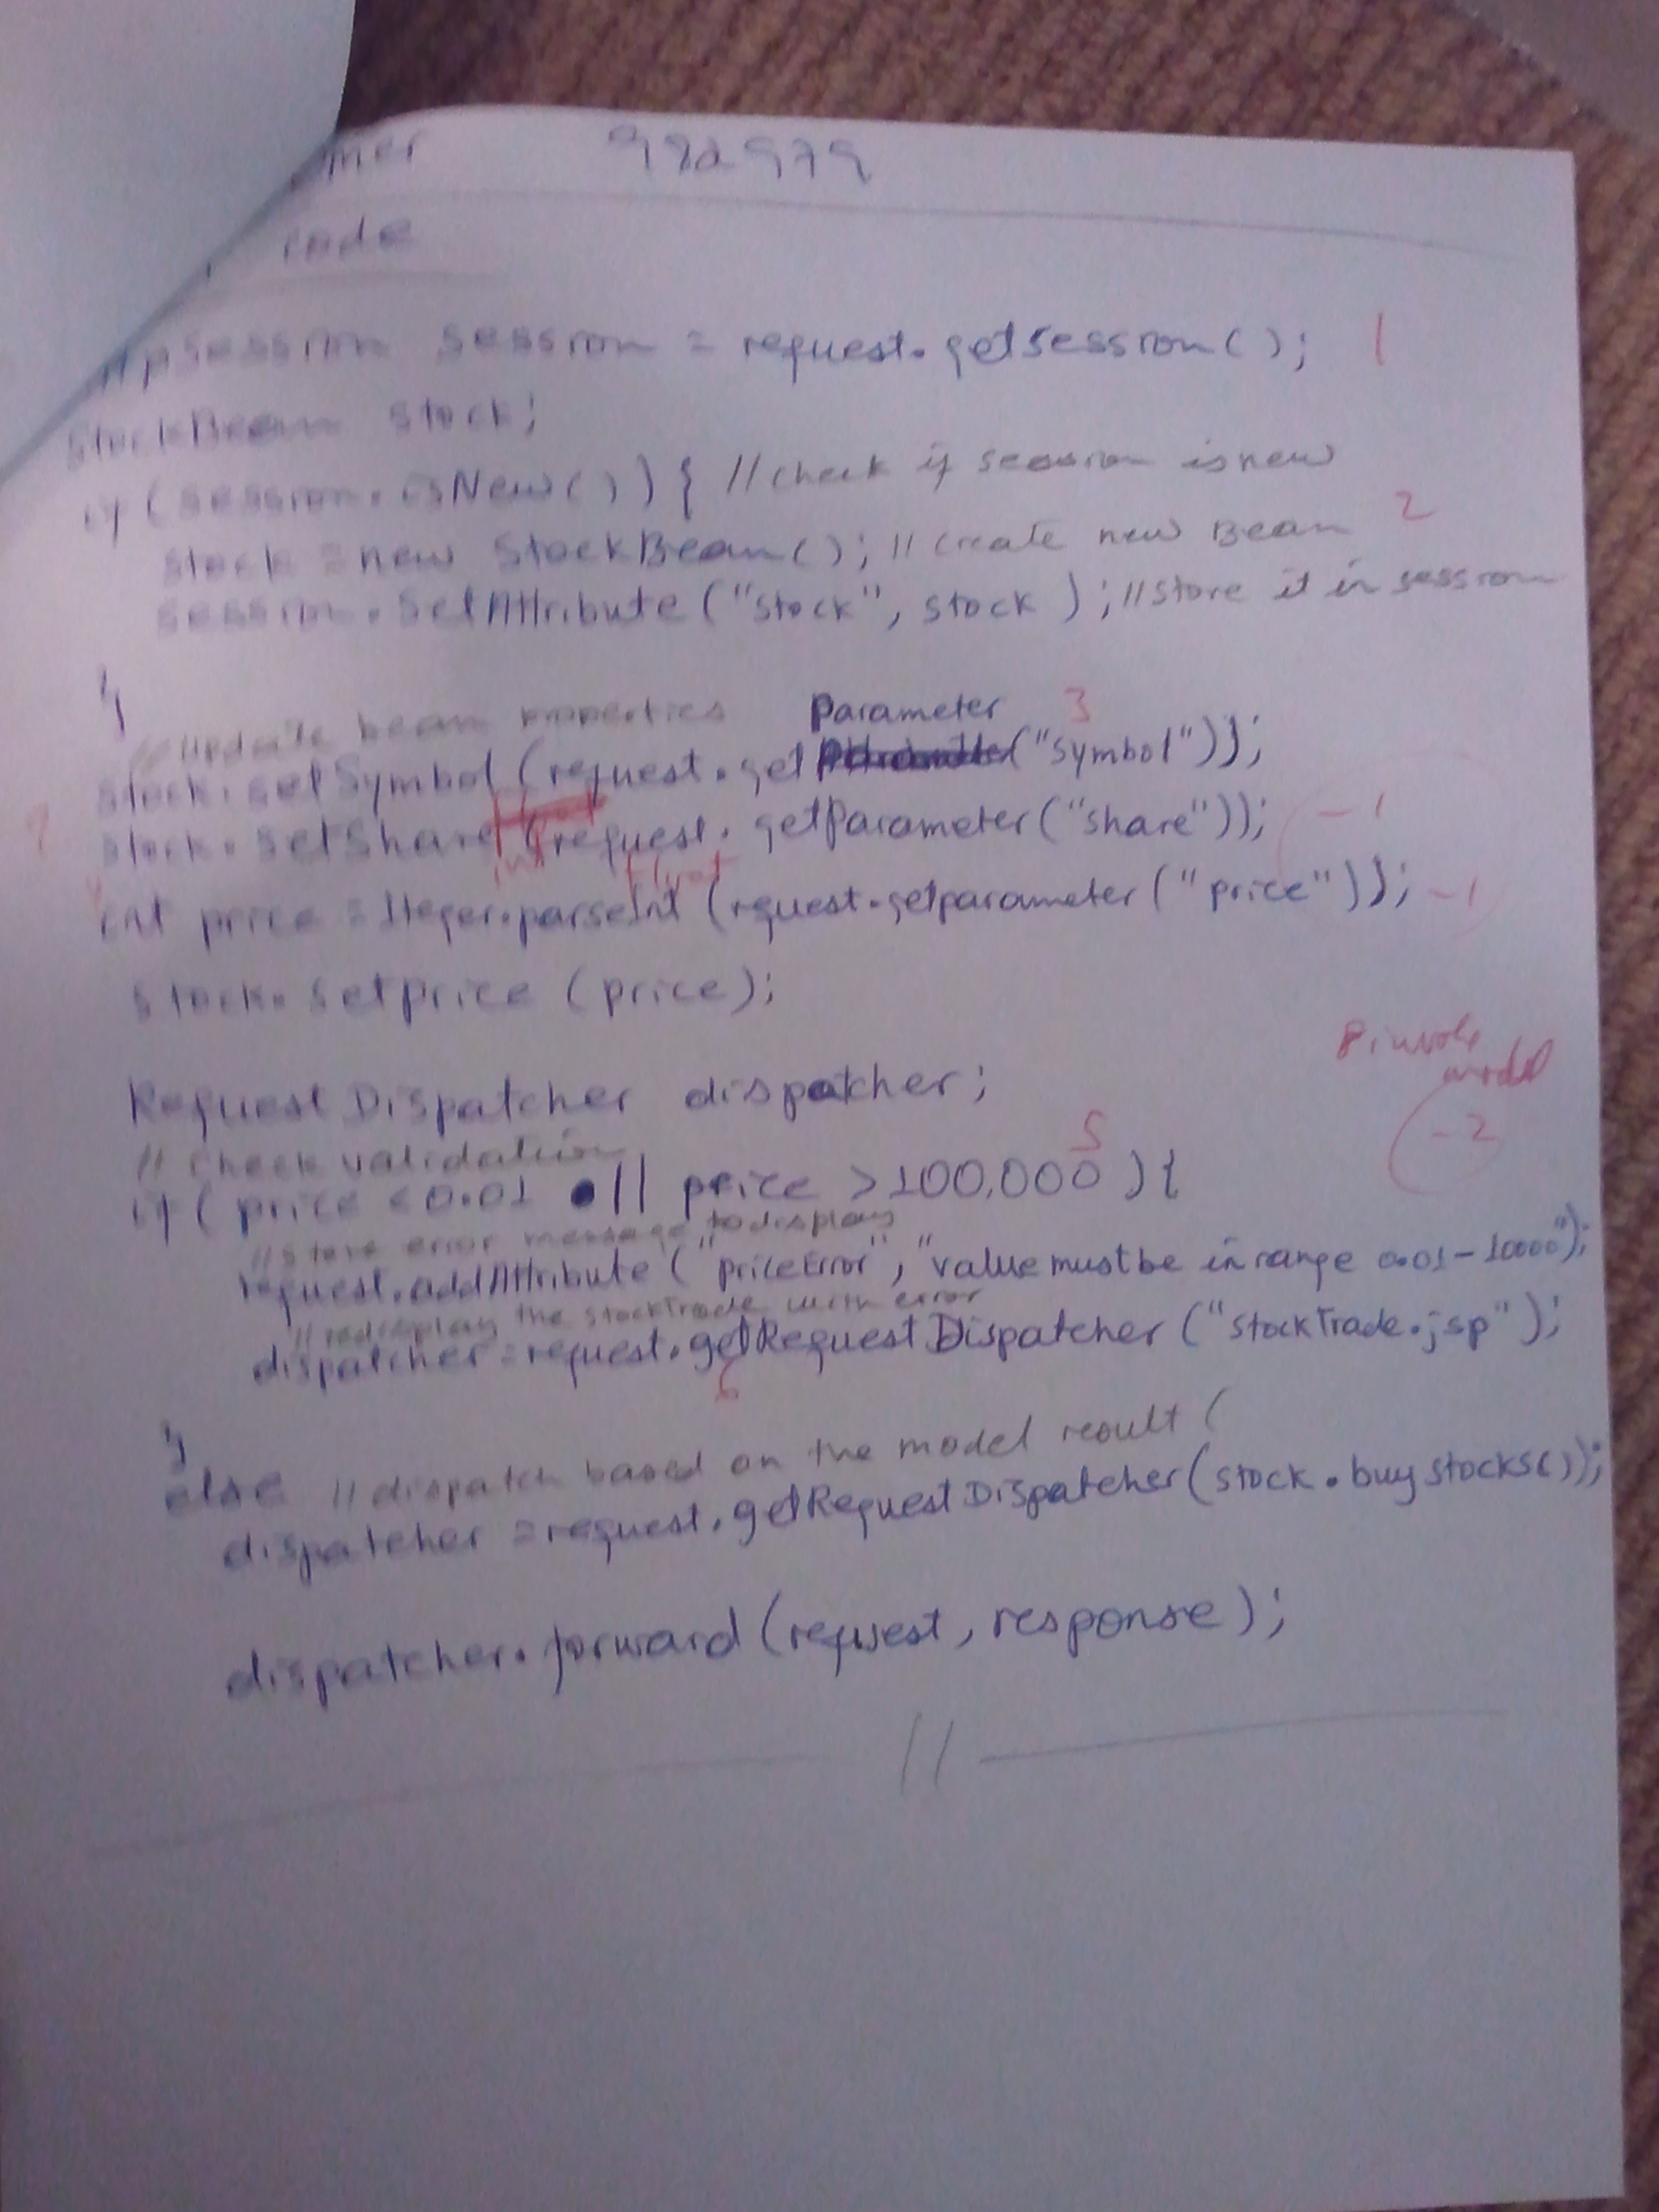 mer 982979
code
HttpSession session = request.getsession(); 1
StockBean stock;
if (session.isNew()) { //check if session is new
stock = new StockBean(); // create new Bean 2
session.setAttribute("stock", stock); //store it in session
}
//Update bean properties Parameter 3
stock.setSymbol (request.get ("symbol"));
stock.setShare (request.getParameter("share")); -1
int float
int price = Iteger.parseInt (request.getparameter ("price")); -1
stock.setprice (price);
8 invoke
model
RequestDispatcher dispatcher;
-2
// check validation 5
if ( price < 0.01 || price > 100,000 ) {
//store error message to display
request.addAttribute ("priceError", "value must be in range 0.01 - 10000");
// redisplay the stockTrade with error
dispatcher = request.getRequestDispatcher ("stockTrade.jsp");
6
}
else // dispatch based on the model result (
dispatcher = request.getRequestDispatcher(stock.buystocks());
dispatcher.forward (request, response);
//